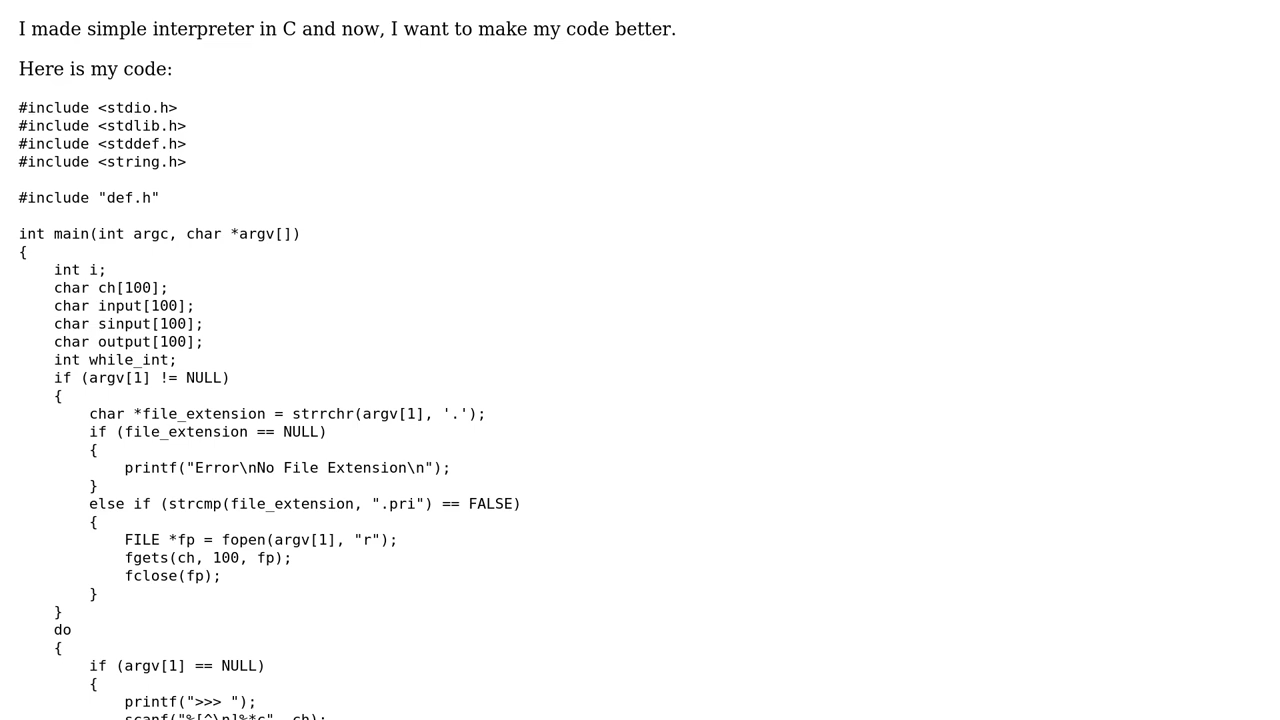 I made simple interpreter in C and now, I want to make my code better.
Here is my code:
#include <stdio.h>
#include <stdlib.h>
#include <stddef.h>
#include <string.h>

#include "def.h"

int main(int argc, char *argv[])
{
    int i;
    char ch[100];
    char input[100];
    char sinput[100];
    char output[100];
    int while_int;
    if (argv[1] != NULL)
    {
        char *file_extension = strrchr(argv[1], '.');
        if (file_extension == NULL)
        {
            printf("Error\nNo File Extension\n");
        }
        else if (strcmp(file_extension, ".pri") == FALSE)
        {
            FILE *fp = fopen(argv[1], "r");
            fgets(ch, 100, fp);
            fclose(fp);
        }
    }
    do
    {
        if (argv[1] == NULL)
        {
            printf(">>> ");
            scanf("%[^\n]%*c", ch);